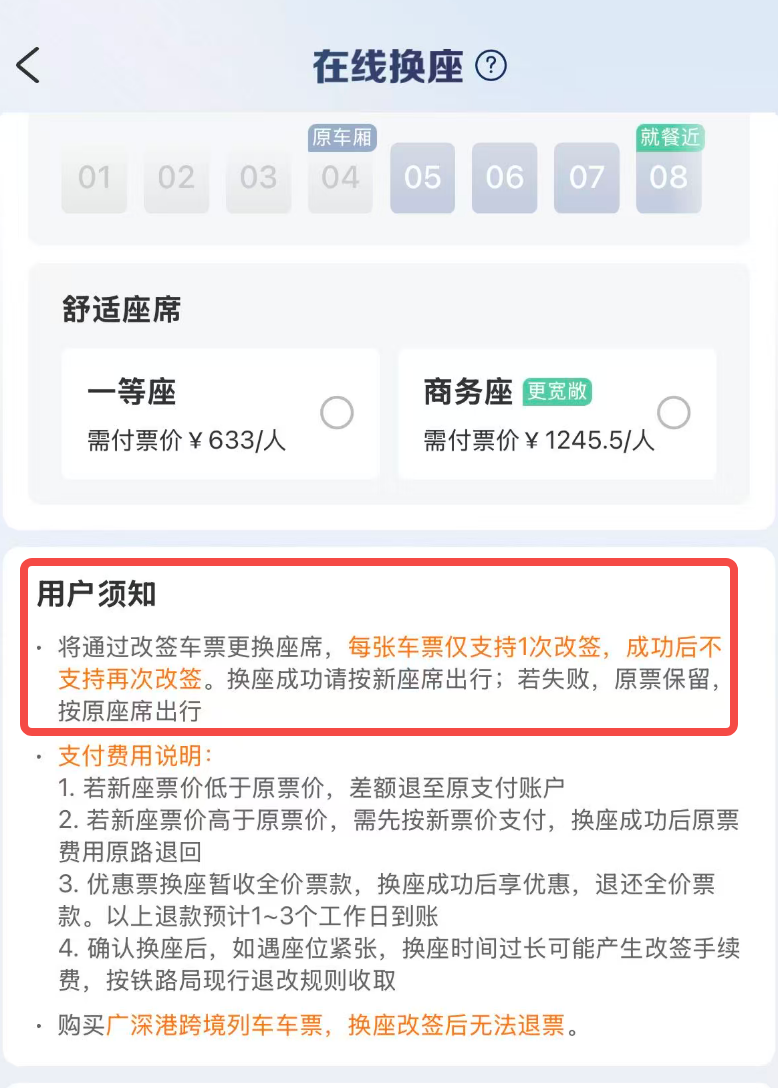 在线换座 ?
原车厢 就餐近
01 02 03 04 05 06 07 08
舒适座席
一等座 商务座 更宽敞
需付票价¥633/人 需付票价¥1245.5/人
用户须知
· 将通过改签车票更换座席，每张车票仅支持1次改签，成功后不
支持再次改签。换座成功请按新座席出行；若失败，原票保留，
按原座席出行
· 支付费用说明：
1. 若新座票价低于原票价，差额退至原支付账户
2. 若新座票价高于原票价，需先按新票价支付，换座成功后原票
费用原路退回
3. 优惠票换座暂收全价票款，换座成功后享优惠，退还全价票
款。以上退款预计1~3个工作日到账
4. 确认换座后，如遇座位紧张，换座时间过长可能产生改签手续
费，按铁路局现行退改规则收取
· 购买广深港跨境列车车票，换座改签后无法退票。